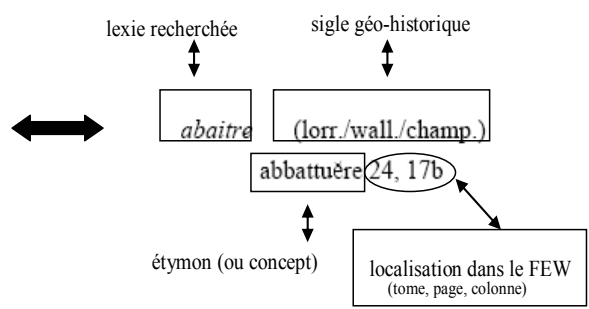 lexie recherchée
sigle géo-historique
abaitre
(lorr./wall./champ.)
abbattuĕre 24, 17b
étymon (ou concept)
localisation dans le FEW
(tome, page, colonne)